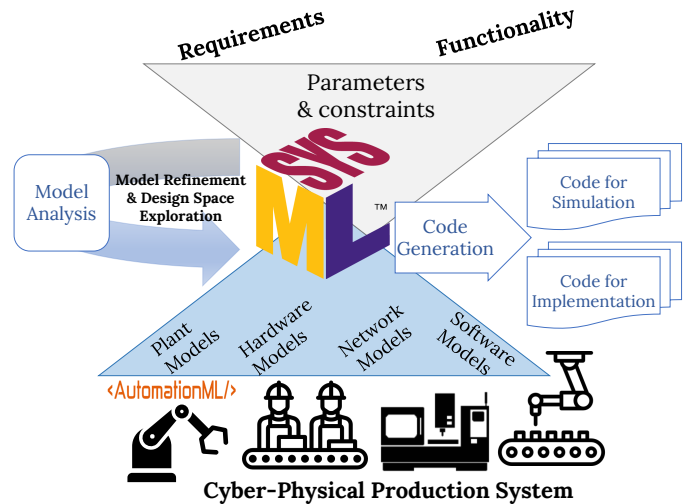 Requirements
Functionality
Parameters
& constraints
SYS
ML
TM
Model
Analysis
Model Refinement
& Design Space
Exploration
Code
Generation
Code for
Simulation
Code for
Implementation
Plant
Models
Hardware
Models
Network
Models
Software
Models
<AutomationML/>
Cyber-Physical Production System